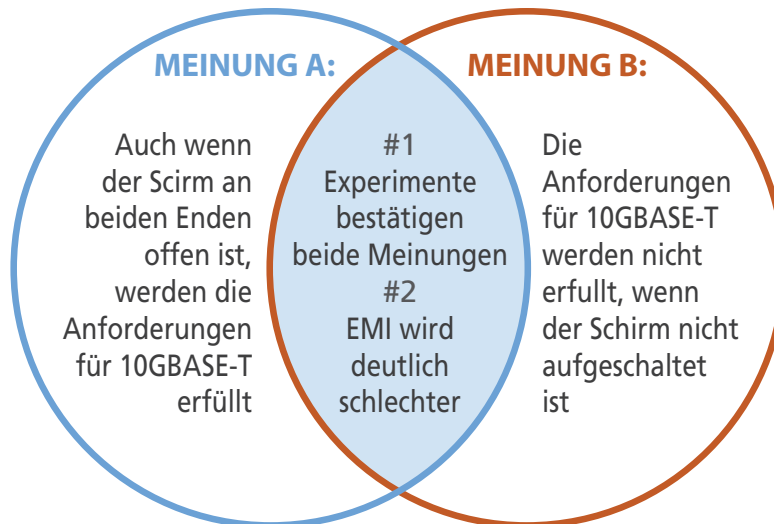 MEINUNG A:
Auch wenn
der Scirm an
beiden Enden
offen ist,
werden die
Anforderungen
für 10GBASE-T
erfüllt
#1
Experimente
bestätigen
beide Meinungen
#2
EMI wird
deutlich
schlechter
MEINUNG B:
Die
Anforderungen
für 10GBASE-T
werden nicht
erfullt, wenn
der Schirm nicht
aufgeschaltet
ist